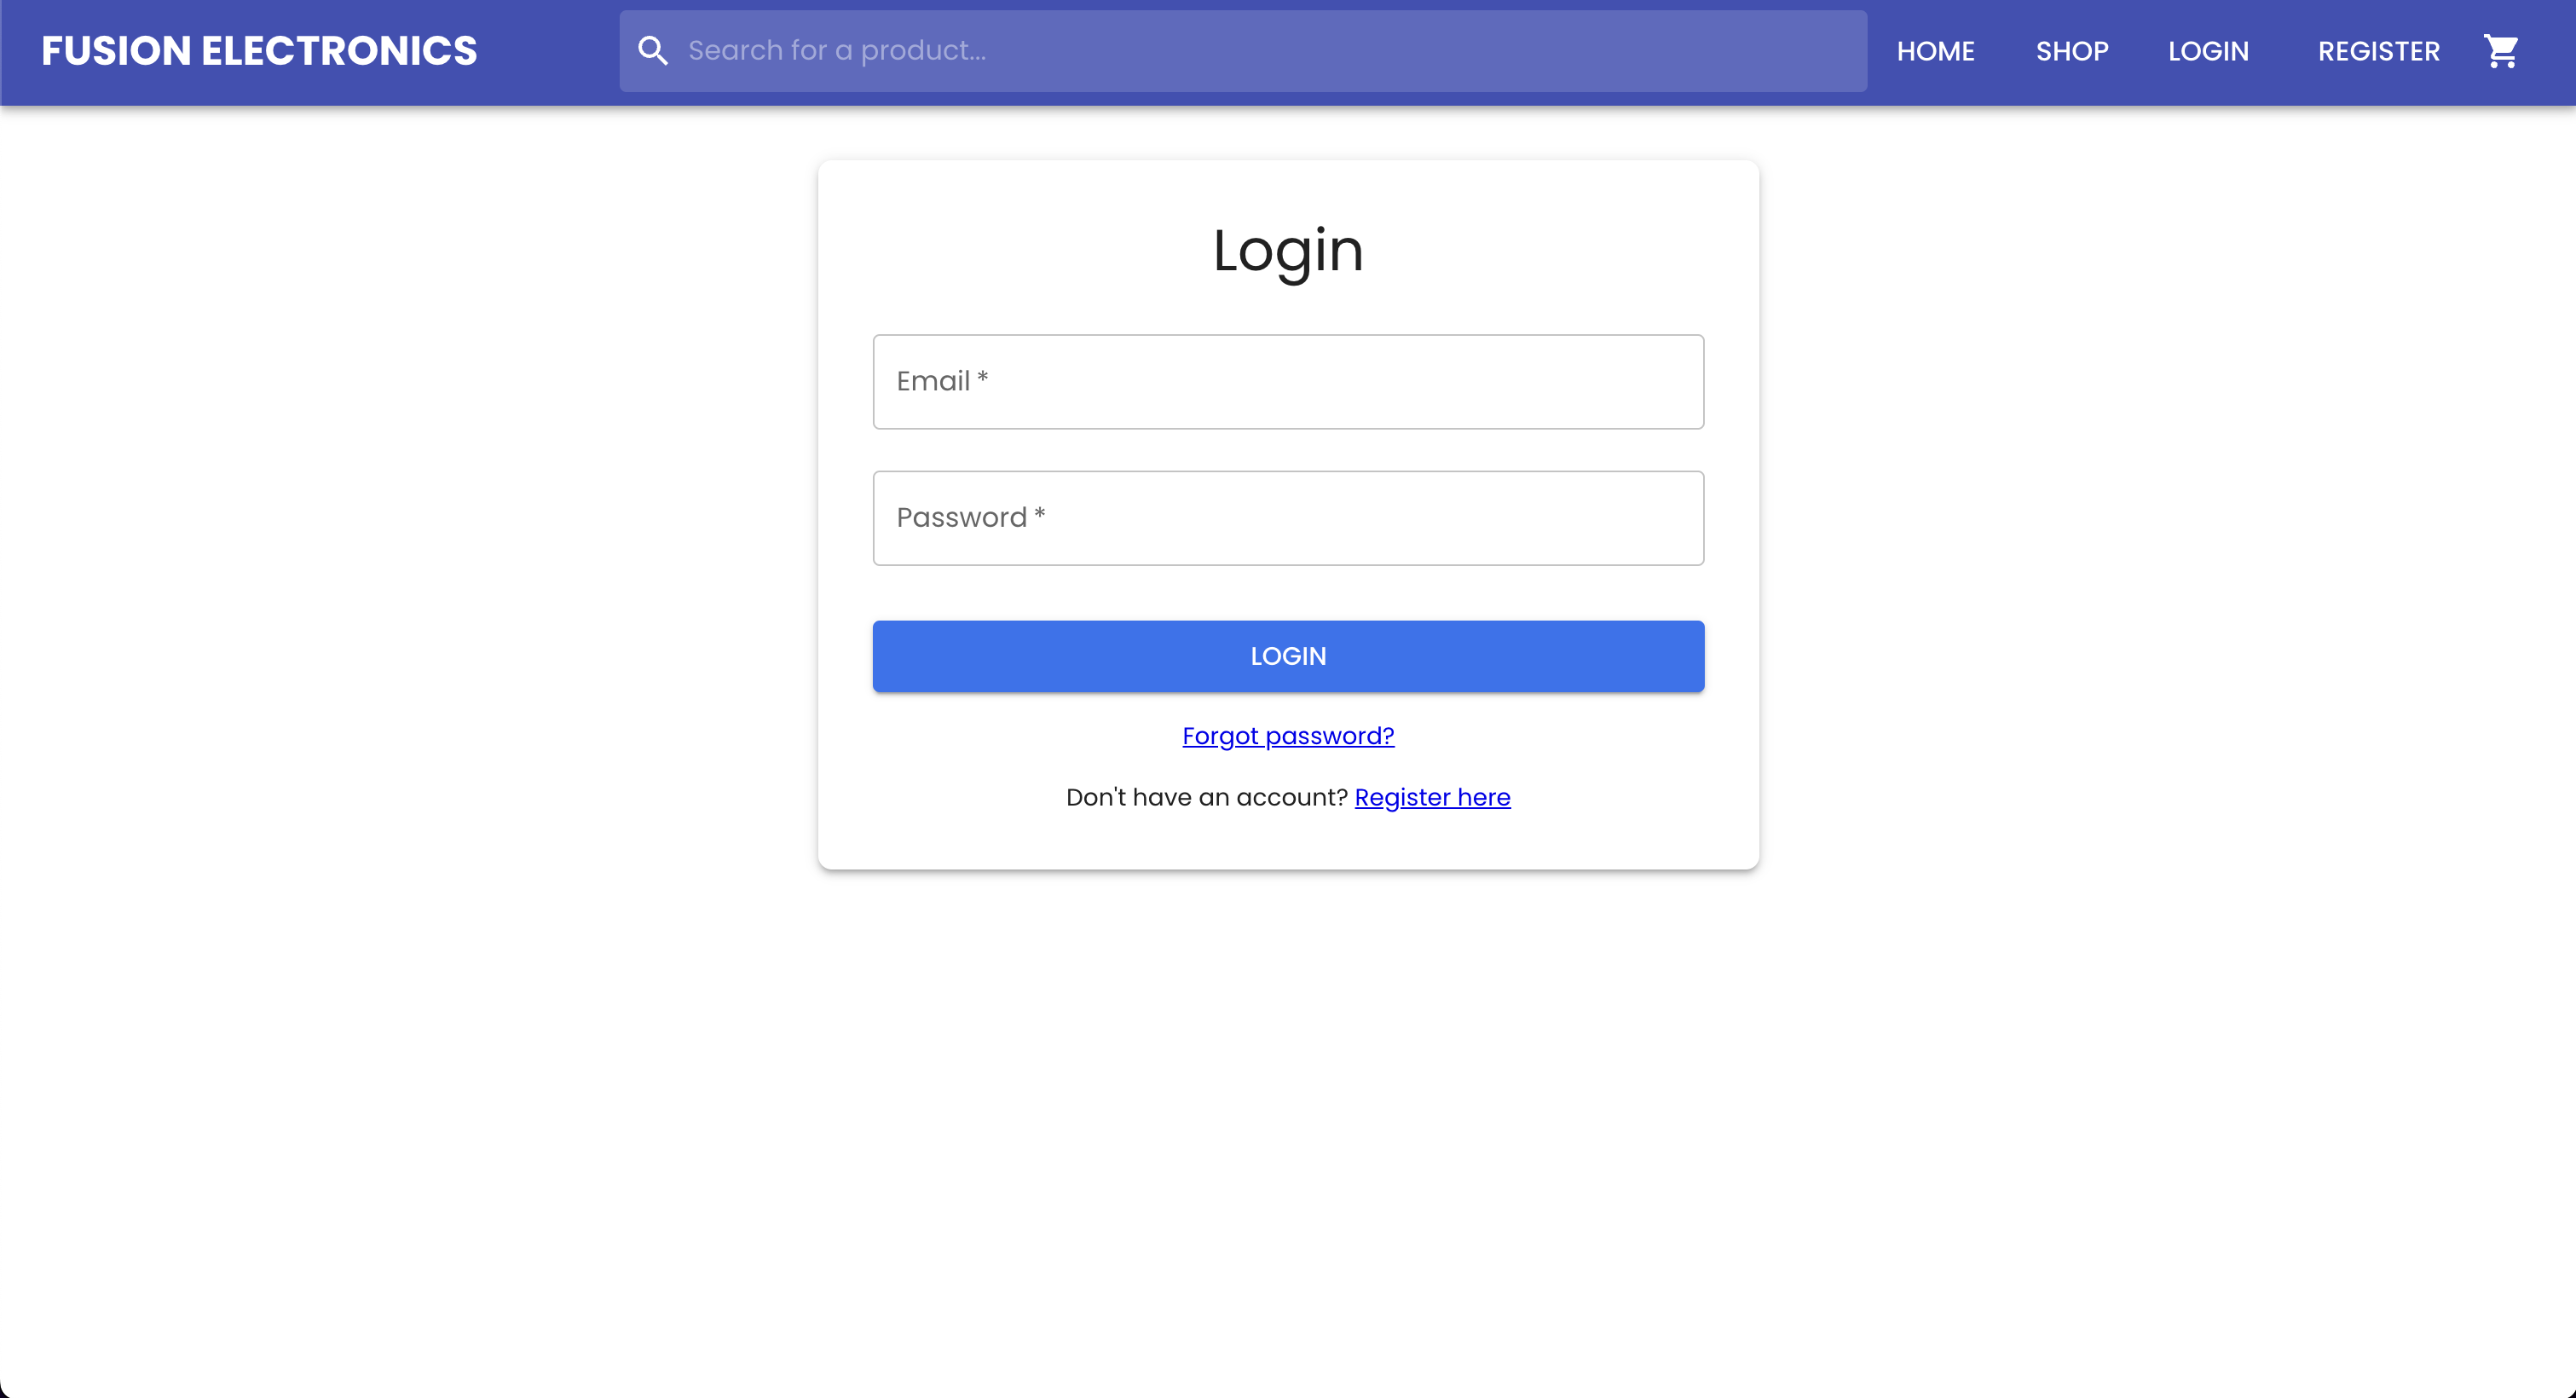 FUSION ELECTRONICS
Search for a product...
HOME SHOP LOGIN REGISTER
Login
Email *
Password *
LOGIN
Forgot password?
Don't have an account? Register here